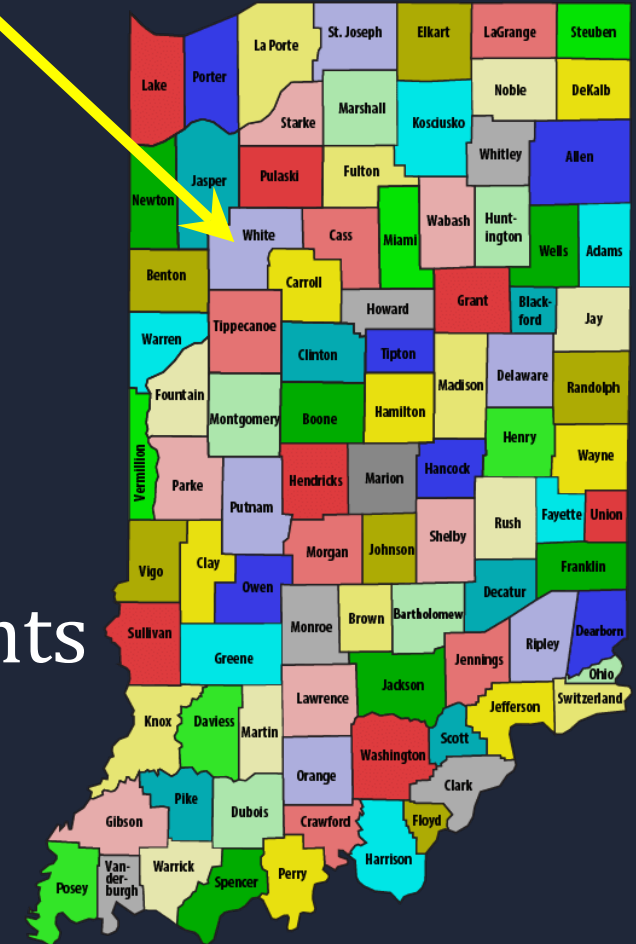 La Porte
St. Joseph
Elkart
LaGrange
Steuben
Lake
Porter
Noble
DeKalb
Starke
Marshall
Kosciusko
Whitley
Allen
Newton
Jasper
Pulaski
Fulton
White
Cass
Miami
Wabash
Hunt-
ington
Wells
Adams
Benton
Carroll
Howard
Grant
Black-
ford
Jay
Warren
Tippecanoe
Clinton
Tipton
Madison
Delaware
Randolph
Fountain
Montgomery
Boone
Hamilton
Henry
Wayne
Vermillion
Parke
Putnam
Hendricks
Marion
Hancock
Shelby
Rush
Fayette
Union
Vigo
Clay
Owen
Morgan
Johnson
Decatur
Franklin
nts
Sullivan
Greene
Monroe
Brown
Bartholomew
Jennings
Ripley
Dearborn
Ohio
Switzerland
Knox
Daviess
Martin
Lawrence
Jackson
Jefferson
Scott
Washington
Orange
Clark
Gibson
Pike
Dubois
Crawford
Floyd
Harrison
Posey
Van-
der-
burgh
Warrick
Spencer
Perry